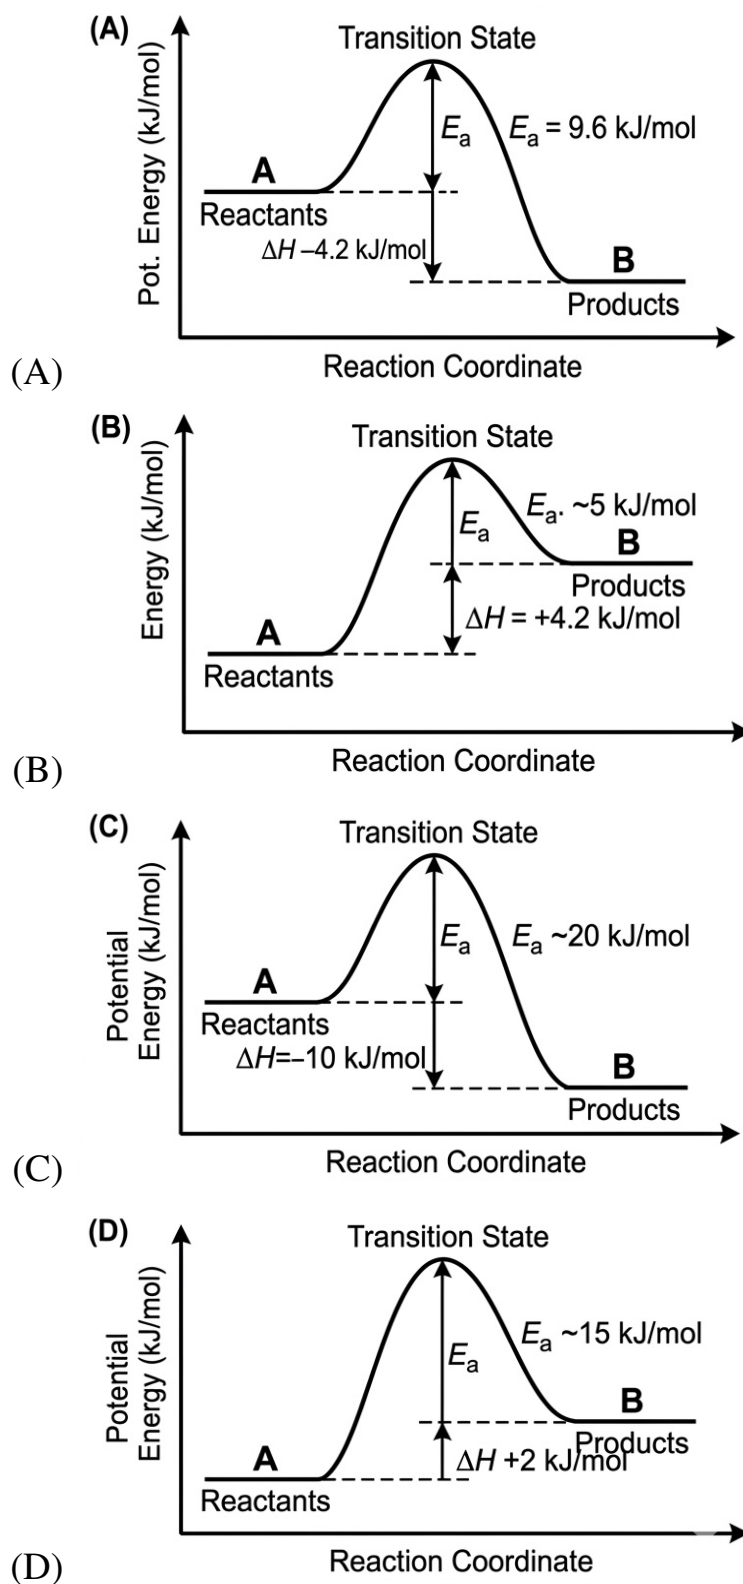 (A)
Transition State
Pot. Energy (kJ/mol)
Eₐ
Eₐ = 9.6 kJ/mol
A
Reactants
ΔH –4.2 kJ/mol
B
Products
(A)
Reaction Coordinate
(B)
Transition State
Energy (kJ/mol)
Eₐ
Eₐ. ~5 kJ/mol
B
Products
ΔH = +4.2 kJ/mol
A
Reactants
Reaction Coordinate
(B)
(C)
Transition State
Potential
Energy (kJ/mol)
Eₐ
Eₐ ~20 kJ/mol
A
Reactants
ΔH=–10 kJ/mol
B
Products
Reaction Coordinate
(C)
(D)
Transition State
Potential
Energy (kJ/mol)
Eₐ
Eₐ ~15 kJ/mol
B
Products
ΔH +2 kJ/mol
A
Reactants
Reaction Coordinate
(D)